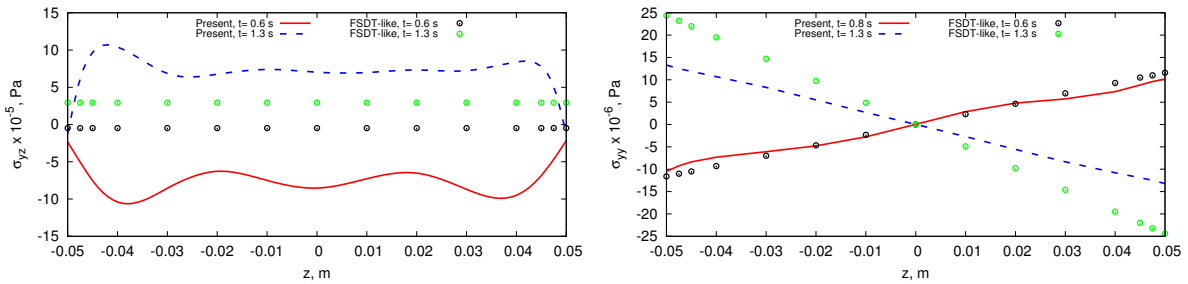 Present, t= 0.6 s
Present, t= 1.3 s
FSDT-like, t= 0.6 s
FSDT-like, t= 1.3 s
15
10
5
0
-5
-10
-15
σyz x 10-5, Pa
-0.05 -0.04 -0.03 -0.02 -0.01 0 0.01 0.02 0.03 0.04 0.05
z, m
Present, t= 0.8 s
Present, t= 1.3 s
FSDT-like, t= 0.6 s
FSDT-like, t= 1.3 s
25
20
15
10
5
0
-5
-10
-15
-20
-25
σyy x 10-6, Pa
-0.05 -0.04 -0.03 -0.02 -0.01 0 0.01 0.02 0.03 0.04 0.05
z, m